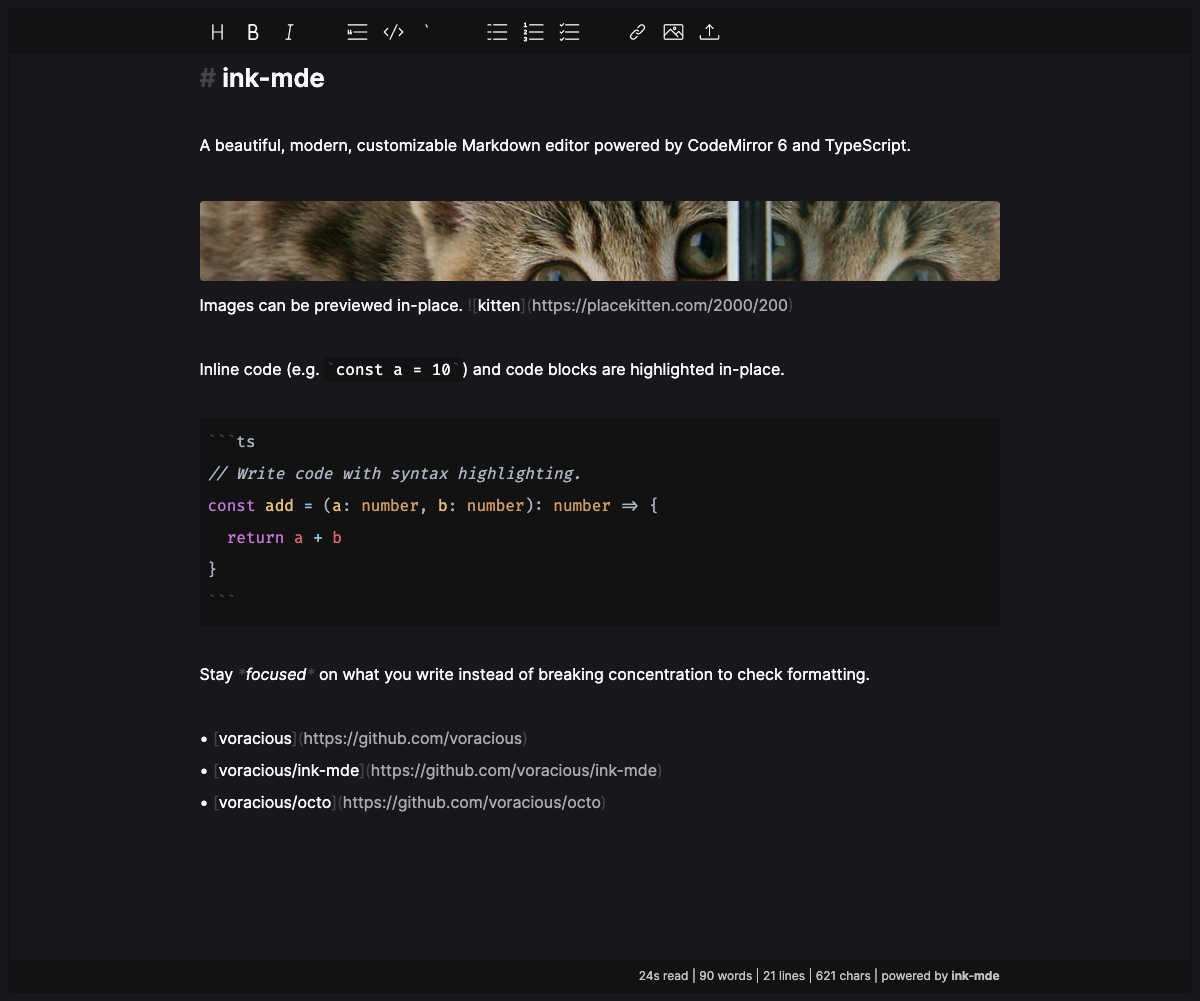 H B I </> `
# ink-mde
A beautiful, modern, customizable Markdown editor powered by CodeMirror 6 and TypeScript.
Images can be previewed in-place. ![kitten](https://placekitten.com/2000/200)
Inline code (e.g. `const a = 10`) and code blocks are highlighted in-place.
```ts
// Write code with syntax highlighting.
const add = (a: number, b: number): number => {
  return a + b
}
```
Stay *focused* on what you write instead of breaking concentration to check formatting.
• [voracious](https://github.com/voracious)
• [voracious/ink-mde](https://github.com/voracious/ink-mde)
• [voracious/octo](https://github.com/voracious/octo)
24s read | 90 words | 21 lines | 621 chars | powered by ink-mde